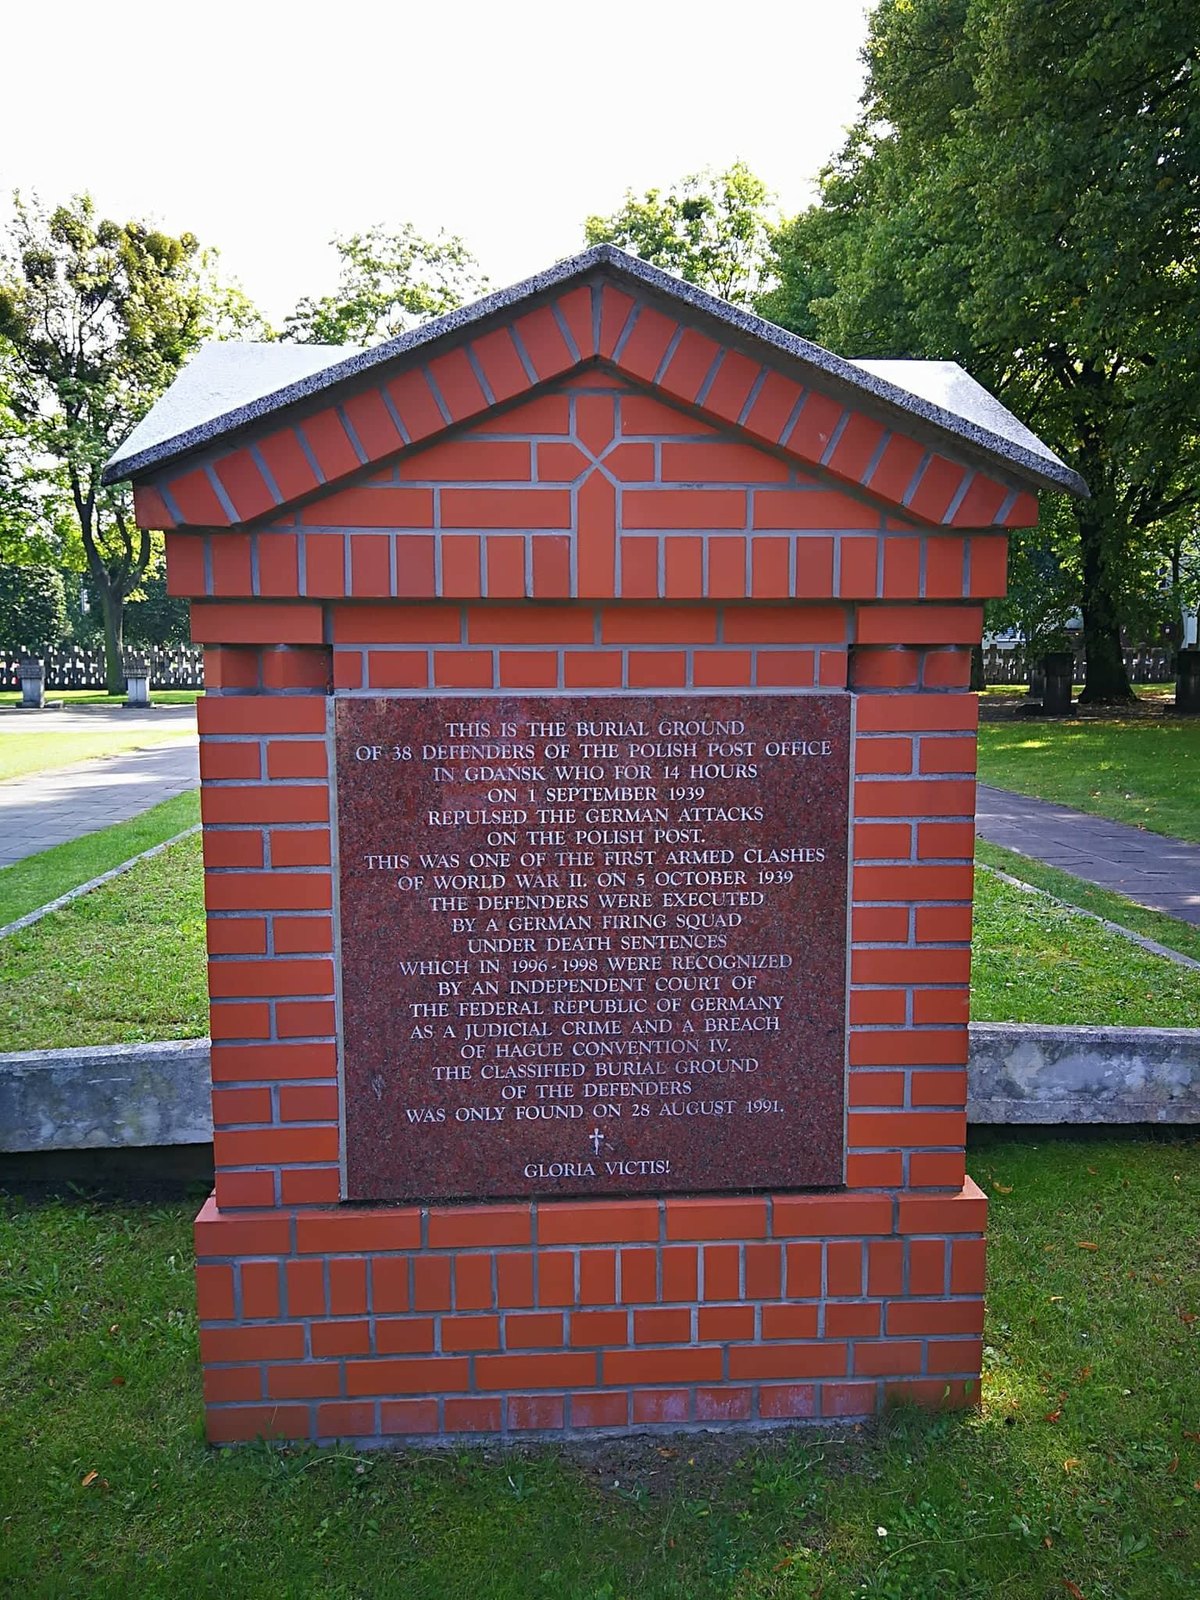 THIS IS THE BURIAL GROUND
OF 38 DEFENDERS OF THE POLISH POST OFFICE
IN GDAŃSK WHO FOR 14 HOURS
ON 1 SEPTEMBER 1939
REPULSED THE GERMAN ATTACKS
ON THE POLISH POST.
THIS WAS ONE OF THE FIRST ARMED CLASHES
OF WORLD WAR II. ON 5 OCTOBER 1939
THE DEFENDERS WERE EXECUTED
BY A GERMAN FIRING SQUAD
UNDER DEATH SENTENCES
WHICH IN 1996-1998 WERE RECOGNIZED
BY AN INDEPENDENT COURT OF
THE FEDERAL REPUBLIC OF GERMANY
AS A JUDICIAL CRIME AND A BREACH
OF HAGUE CONVENTION IV.
THE CLASSIFIED BURIAL GROUND
OF THE DEFENDERS
WAS ONLY FOUND ON 28 AUGUST 1991.
GLORIA VICTIS!